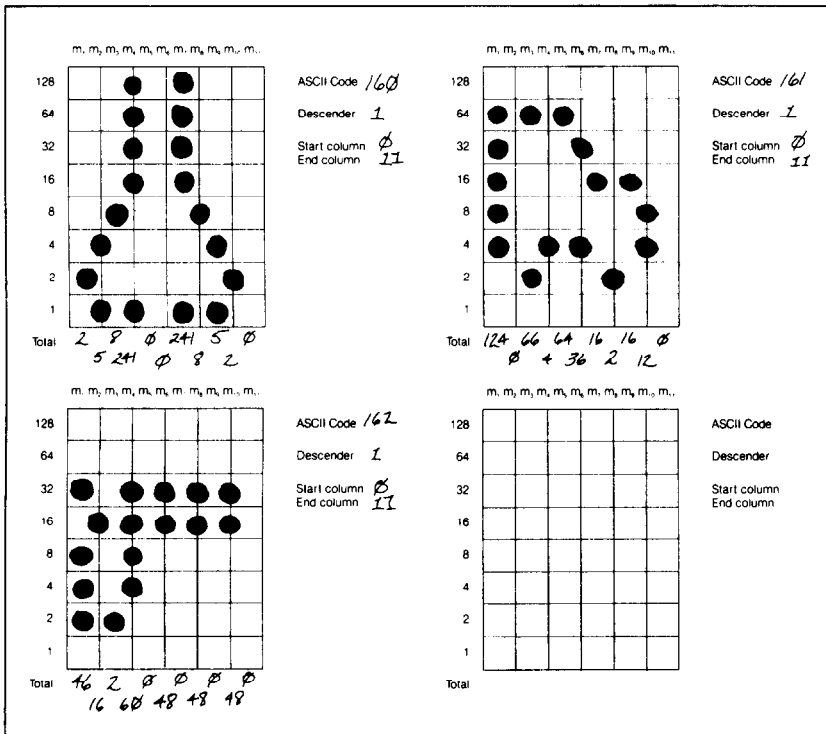 m₁ m₂ m₃ m₄ m₅ m₆ m₇ m₈ m₉ m₁₀ m₁₁
128
64
32
16
8
4
2
1
ASCII Code 16Ø
Descender 1
Start column Ø
End column 11
Total 2 8 Ø 241 5 Ø
5 241 Ø 8 2
m₁ m₂ m₃ m₄ m₅ m₆ m₇ m₈ m₉ m₁₀ m₁₁
128
64
32
16
8
4
2
1
ASCII Code 161
Descender 1
Start column Ø
End column 11
Total 124 66 64 16 16 Ø
Ø 4 36 2 12
m₁ m₂ m₃ m₄ m₅ m₆ m₇ m₈ m₉ m₁₀ m₁₁
128
64
32
16
8
4
2
1
ASCII Code 162
Descender 1
Start column Ø
End column 11
Total 46 2 Ø Ø Ø Ø
16 6Ø 48 48 48
m₁ m₂ m₃ m₄ m₅ m₆ m₇ m₈ m₉ m₁₀ m₁₁
128
64
32
16
8
4
2
1
ASCII Code
Descender
Start column
End column
Total